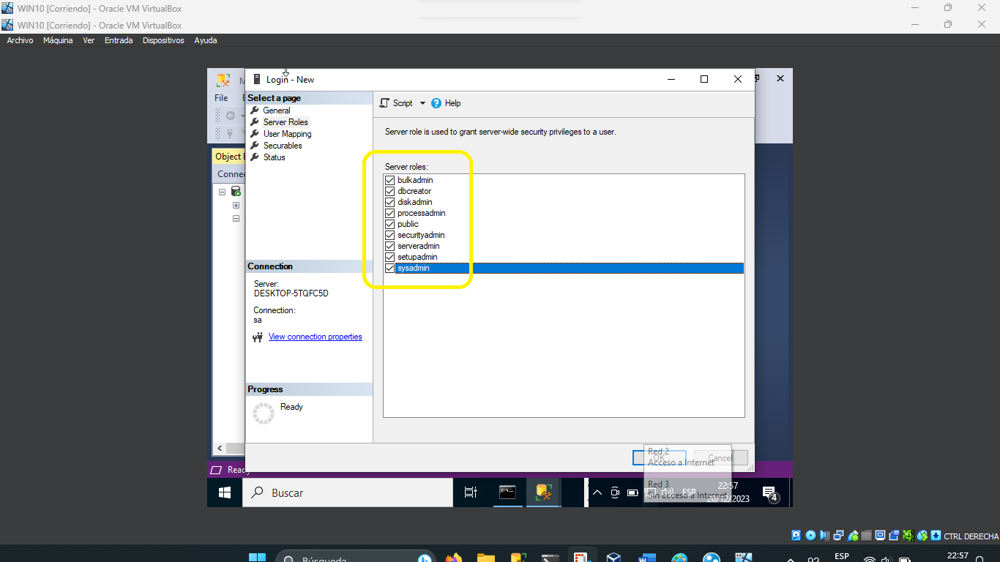 WIN10 [Corriendo] - Oracle VM VirtualBox
WIN10 [Corriendo] - Oracle VM VirtualBox
Archivo Máquina Ver Entrada Dispositivos Ayuda
Login - New
File
Select a page
General
Server Roles
User Mapping
Securables
Status
Script Help
Server role is used to grant server-wide security privileges to a user.
Object
Server roles:
bulkadmin
dbcreator
diskadmin
processadmin
public
securityadmin
serveradmin
setupadmin
sysadmin
Connection
Server:
DESKTOP-5TQFC5D
Connection:
sa
View connection properties
Progress
Ready
OK Cancel
Red 2
Acceso a Internet
Red 3
Sin acceso a Internet
Buscar
ESP
22:57
20/12/2023
4
CTRL DERECHA
Búsqueda
92
ESP
22:57